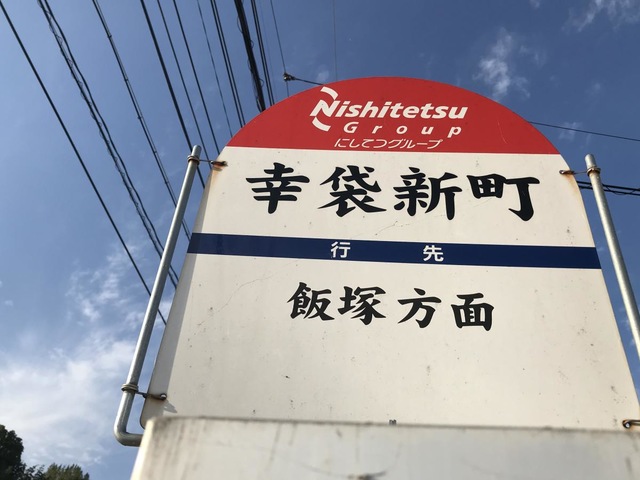 Nishitetsu
Group
にしてつグループ
幸袋新町
行先
飯塚方面